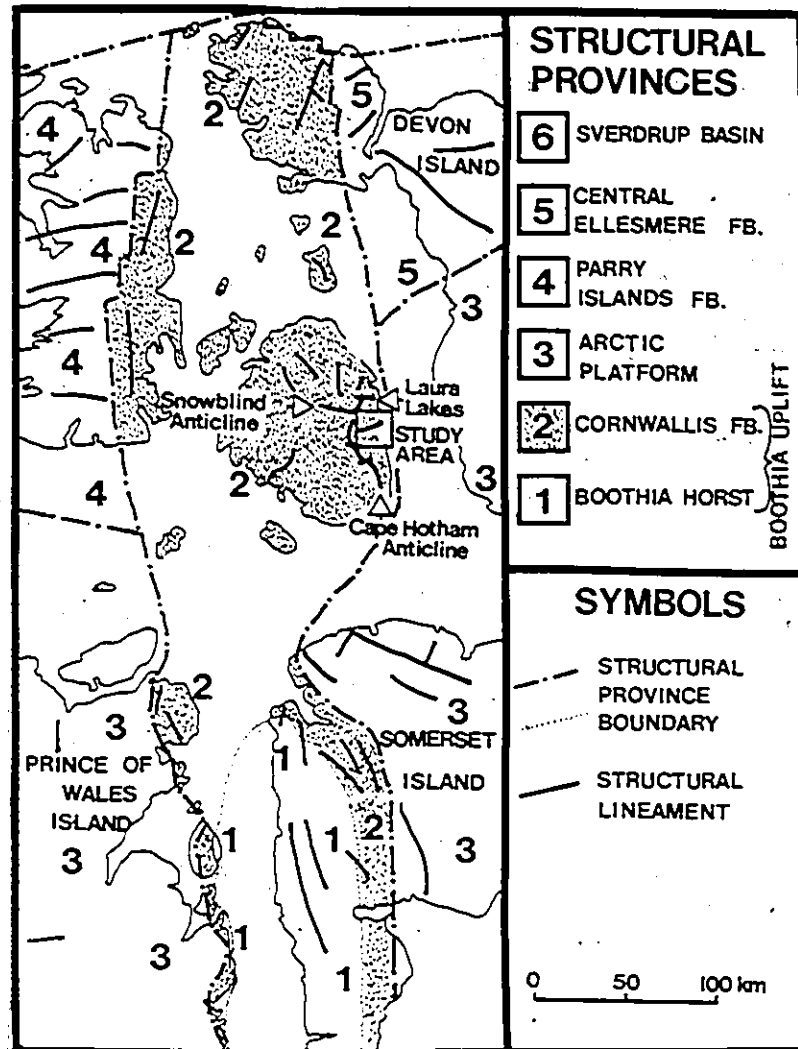 2
5
DEVON
ISLAND
4
2
4
2
5
3
4
Snowblind
Anticline
Laura
Lakes
STUDY
AREA
2
3
4
Cape Hotham
Anticline
2
3
3
PRINCE OF
WALES
ISLAND
1
SOMERSET
ISLAND
3
1
1
2
3
3
1
1
STRUCTURAL
PROVINCES
6 SVERDRUP BASIN
5 CENTRAL
ELLESMERE FB.
4 PARRY
ISLANDS FB.
3 ARCTIC
PLATFORM
2 CORNWALLIS FB.
1 BOOTHIA HORST
BOOTHIA UPLIFT
SYMBOLS
STRUCTURAL
PROVINCE
BOUNDARY
STRUCTURAL
LINEAMENT
0 50 100 km